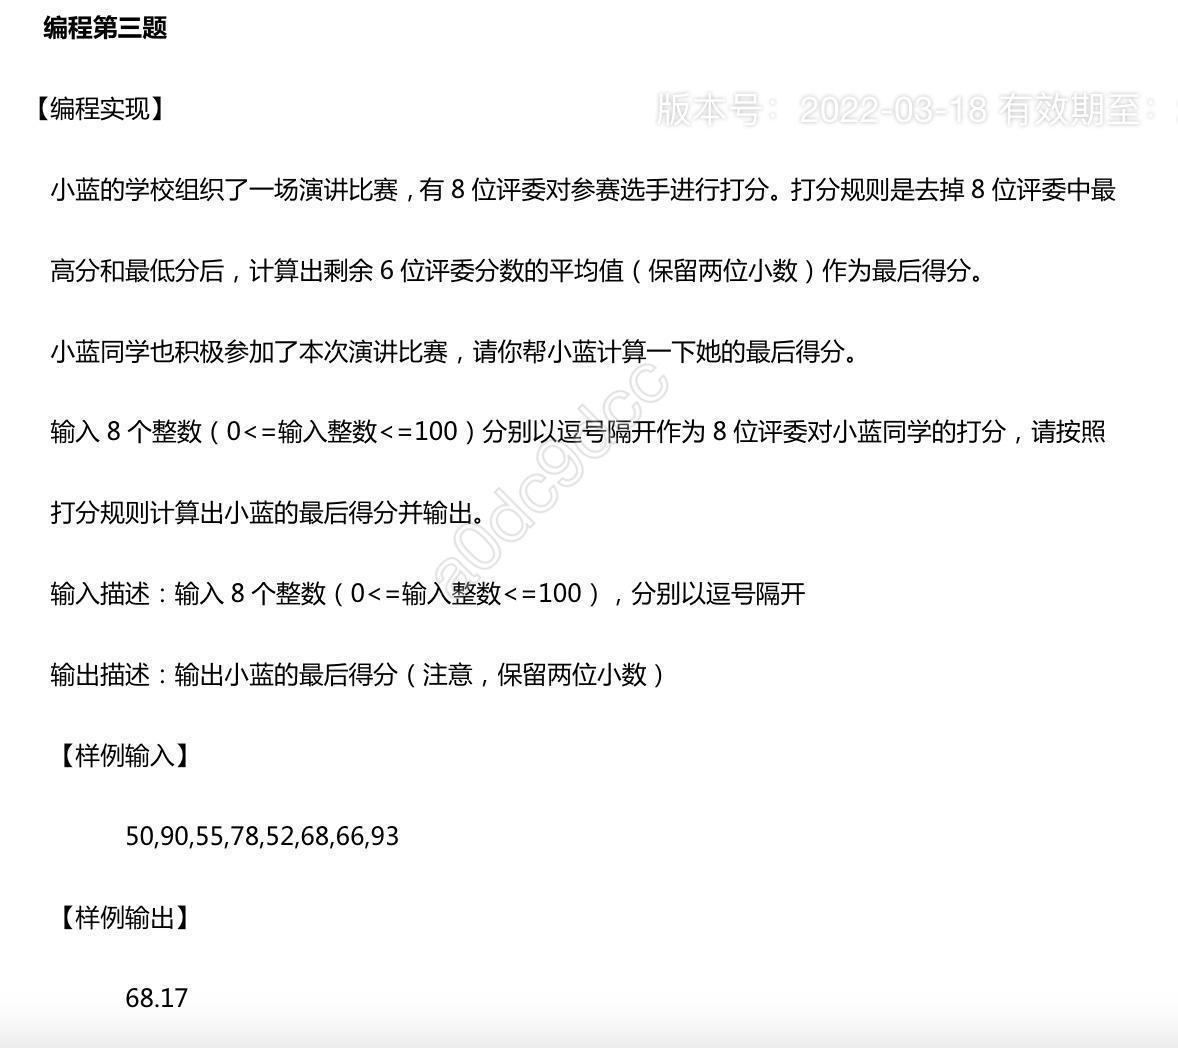 编程第三题
【编程实现】
版本号：2022-03-18 有效期至：
小蓝的学校组织了一场演讲比赛，有 8 位评委对参赛选手进行打分。打分规则是去掉 8 位评委中最
高分和最低分后，计算出剩余 6 位评委分数的平均值（保留两位小数）作为最后得分。
小蓝同学也积极参加了本次演讲比赛，请你帮小蓝计算一下她的最后得分。
输入 8 个整数（0<=输入整数<=100）分别以逗号隔开作为 8 位评委对小蓝同学的打分，请按照
打分规则计算出小蓝的最后得分并输出。
a0dc9dcc
输入描述：输入 8 个整数（0<=输入整数<=100），分别以逗号隔开
输出描述：输出小蓝的最后得分（注意，保留两位小数）
【样例输入】
50,90,55,78,52,68,66,93
【样例输出】
68.17